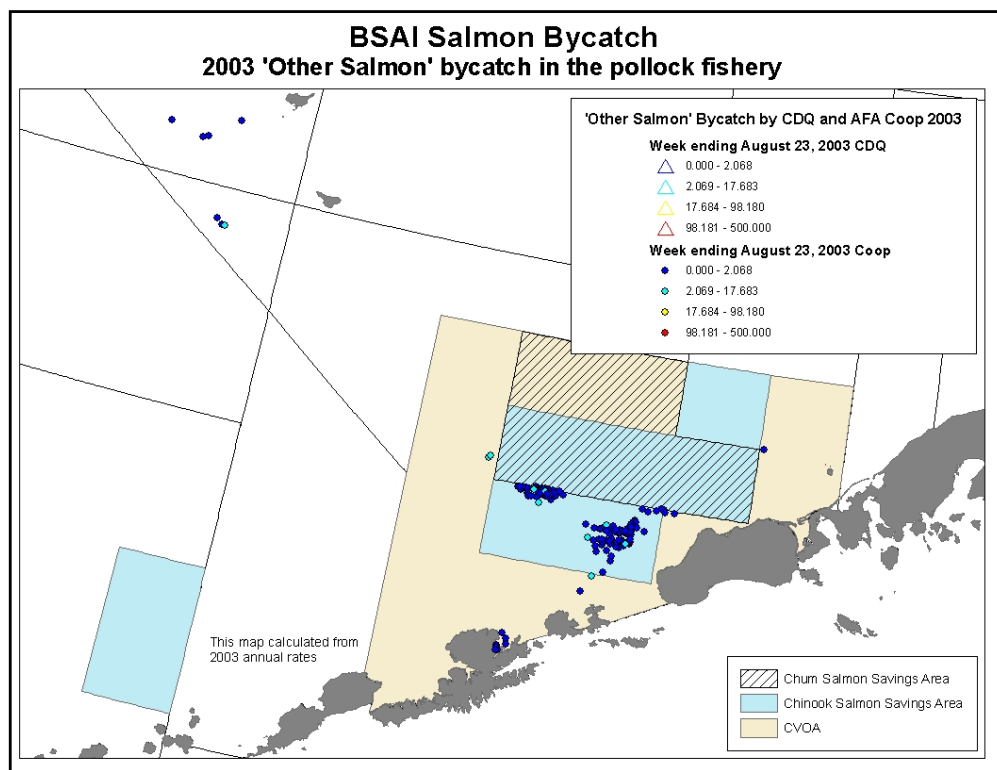 BSAI Salmon Bycatch
2003 'Other Salmon' bycatch in the pollock fishery
'Other Salmon' Bycatch by CDQ and AFA Coop 2003
Week ending August 23, 2003 CDQ
0.000 - 2.068
2.069 - 17.683
17.684 - 98.180
98.181 - 500.000
Week ending August 23, 2003 Coop
0.000 - 2.068
2.069 - 17.683
17.684 - 98.180
98.181 - 500.000
This map calculated from
2003 annual rates
Chum Salmon Savings Area
Chinook Salmon Savings Area
CVOA